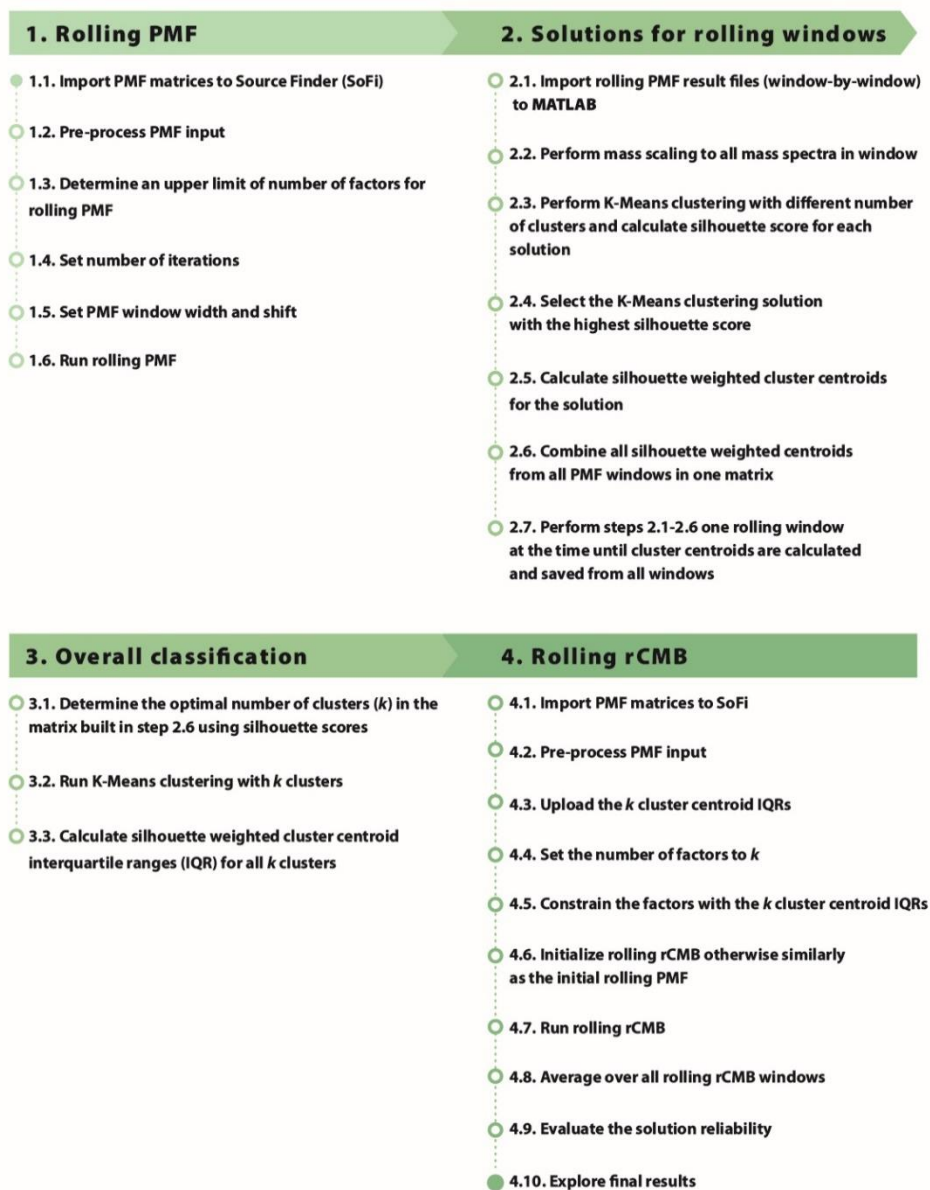 1. Rolling PMF
1.1. Import PMF matrices to Source Finder (SoFi)
1.2. Pre-process PMF input
1.3. Determine an upper limit of number of factors for
rolling PMF
1.4. Set number of iterations
1.5. Set PMF window width and shift
1.6. Run rolling PMF
2. Solutions for rolling windows
2.1. Import rolling PMF result files (window-by-window)
to MATLAB
2.2. Perform mass scaling to all mass spectra in window
2.3. Perform K-Means clustering with different number
of clusters and calculate silhouette score for each
solution
2.4. Select the K-Means clustering solution
with the highest silhouette score
2.5. Calculate silhouette weighted cluster centroids
for the solution
2.6. Combine all silhouette weighted centroids
from all PMF windows in one matrix
2.7. Perform steps 2.1-2.6 one rolling window
at the time until cluster centroids are calculated
and saved from all windows
3. Overall classification
3.1. Determine the optimal number of clusters (k) in the
matrix built in step 2.6 using silhouette scores
3.2. Run K-Means clustering with k clusters
3.3. Calculate silhouette weighted cluster centroid
interquartile ranges (IQR) for all k clusters
4. Rolling rCMB
4.1. Import PMF matrices to SoFi
4.2. Pre-process PMF input
4.3. Upload the k cluster centroid IQRs
4.4. Set the number of factors to k
4.5. Constrain the factors with the k cluster centroid IQRs
4.6. Initialize rolling rCMB otherwise similarly
as the initial rolling PMF
4.7. Run rolling rCMB
4.8. Average over all rolling rCMB windows
4.9. Evaluate the solution reliability
4.10. Explore final results